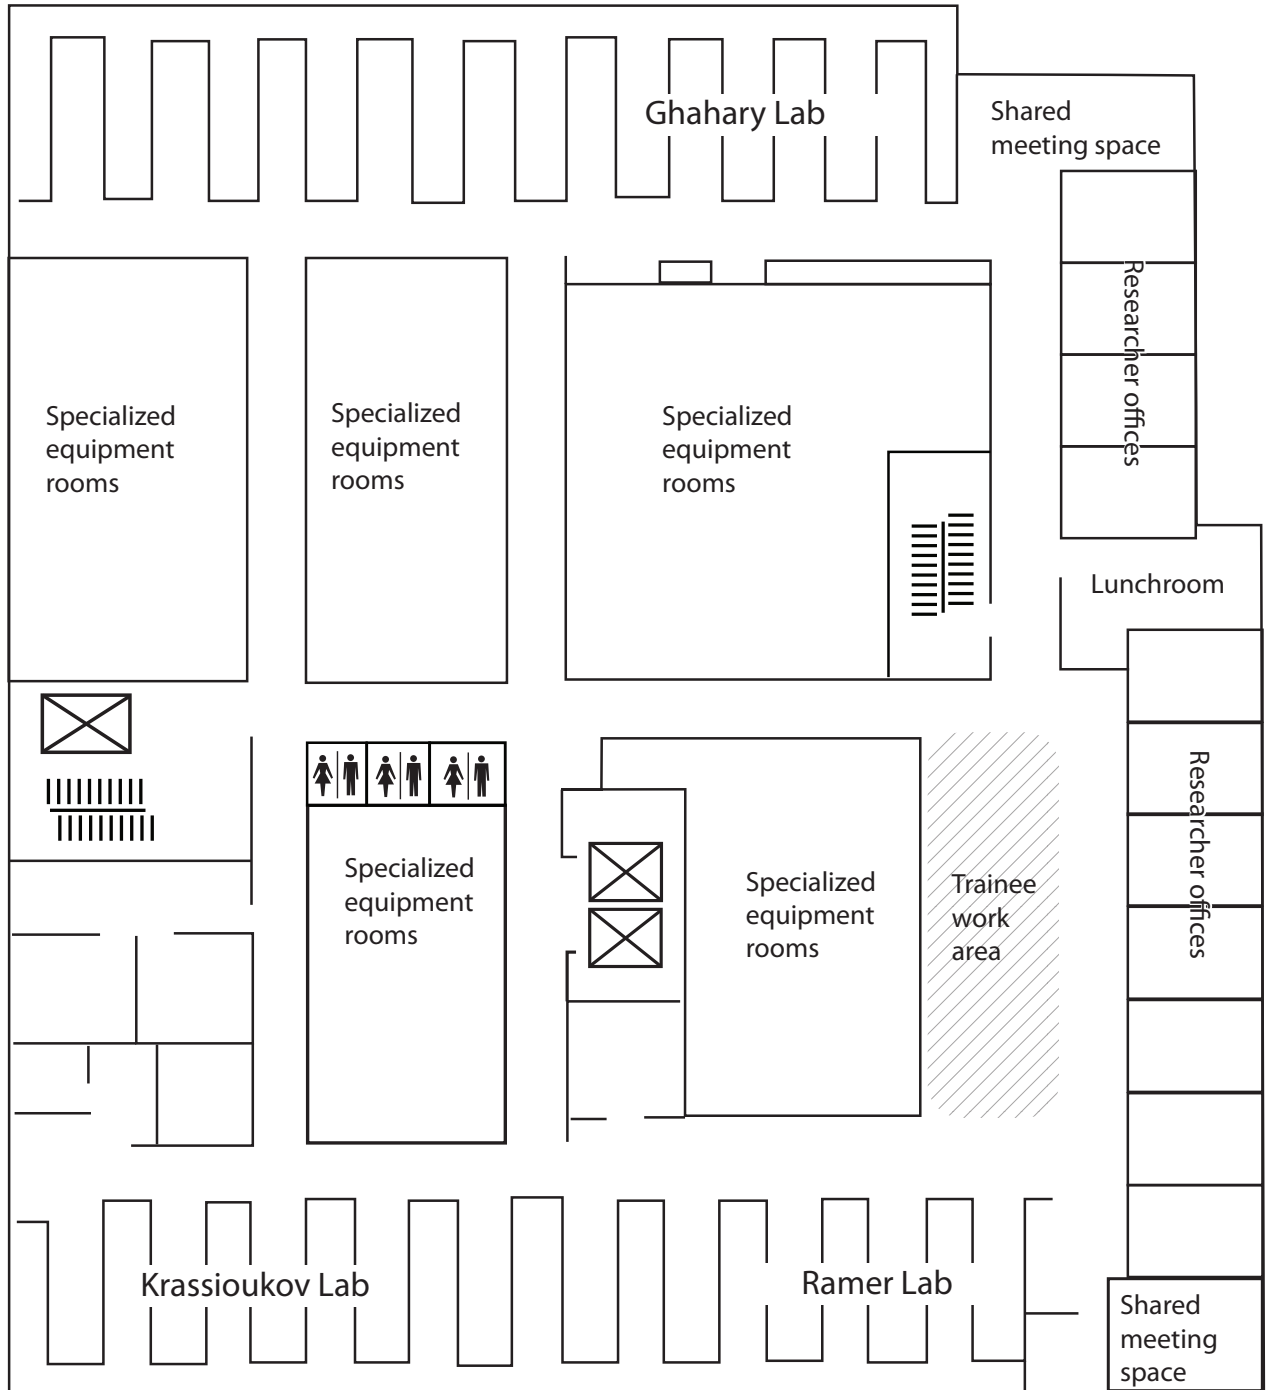 Ghahary Lab
Shared
meeting space
Researcher offices
Specialized
equipment
rooms
Specialized
equipment
rooms
Specialized
equipment
rooms
Lunchroom
Researcher offices
Specialized
equipment
rooms
Specialized
equipment
rooms
Trainee
work
area
Krassioukov Lab
Ramer Lab
Shared
meeting
space